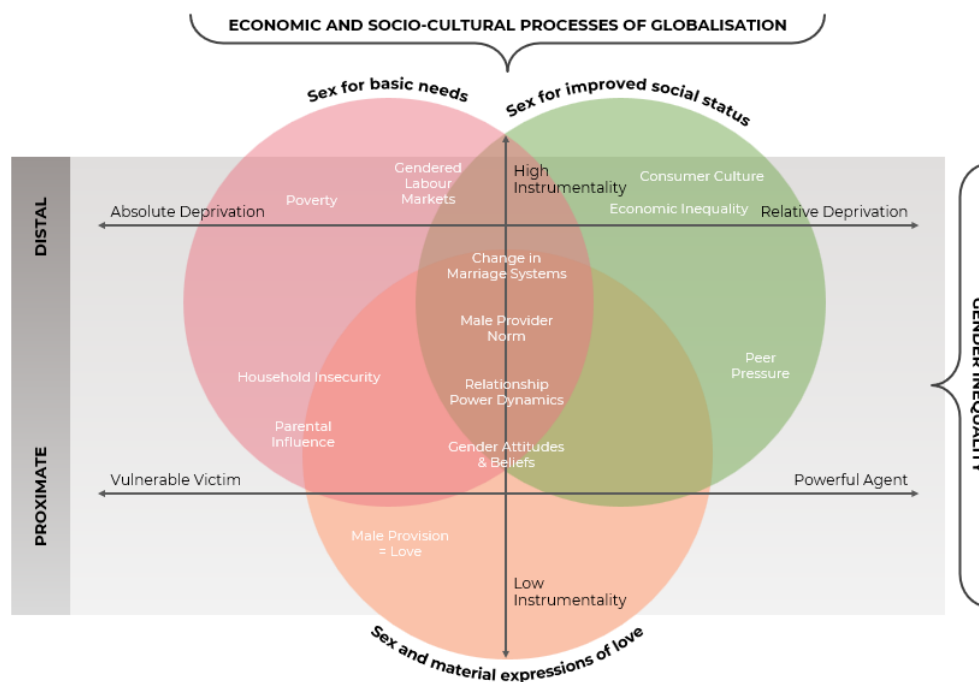 ECONOMIC AND SOCIO-CULTURAL PROCESSES OF GLOBALISATION
Sex for basic needs
Sex for improved social status
DISTAL
Gendered
Labour
Markets
High
Instrumentality
Consumer Culture
Poverty
Economic Inequality
Absolute Deprivation
Relative Deprivation
Change in
Marriage Systems
Male Provider
Norm
Peer
Pressure
Household Insecurity
Relationship
Power Dynamics
Parental
Influence
Gender Attitudes
& Beliefs
GENDER INEQUALITY
PROXIMATE
Vulnerable Victim
Powerful Agent
Male Provision
= Love
Low
Instrumentality
Sex and material expressions of love